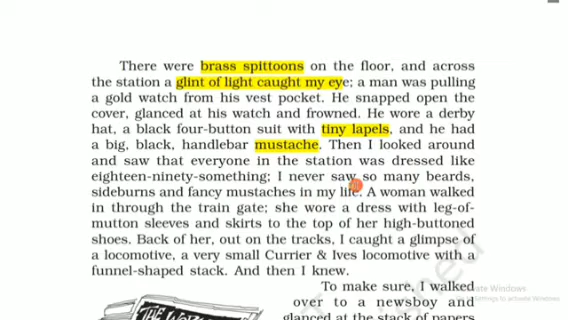 There were brass spittoons on the floor, and across
the station a glint of light caught my eye; a man was pulling
a gold watch from his vest pocket. He snapped open the
cover, glanced at his watch and frowned. He wore a derby
hat, a black four-button suit with tiny lapels, and he had
a big, black, handlebar mustache. Then I looked around
and saw that everyone in the station was dressed like
eighteen-ninety-something; I never saw so many beards,
sideburns and fancy mustaches in my life. A woman walked
in through the train gate; she wore a dress with leg-of-
mutton sleeves and skirts to the top of her high-buttoned
shoes. Back of her, out on the tracks, I caught a glimpse of
a locomotive, a very small Currier & Ives locomotive with a
funnel-shaped stack. And then I knew.
To make sure, I walked
over to a newsboy and
glanced at the stack of papers
THE WORLD
Windows
Settings to activate Windows